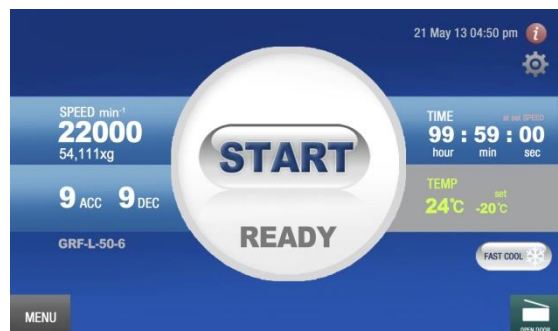 21 May 13 04:50 pm
i
SPEED min⁻¹
22000
54,111xg
TIME at set SPEED
99 : 59 : 00
hour min sec
START
9 ACC 9 DEC
TEMP
set
24°C -20°C
READY
GRF-L-50-6
FAST COOL
MENU
OPEN DOOR